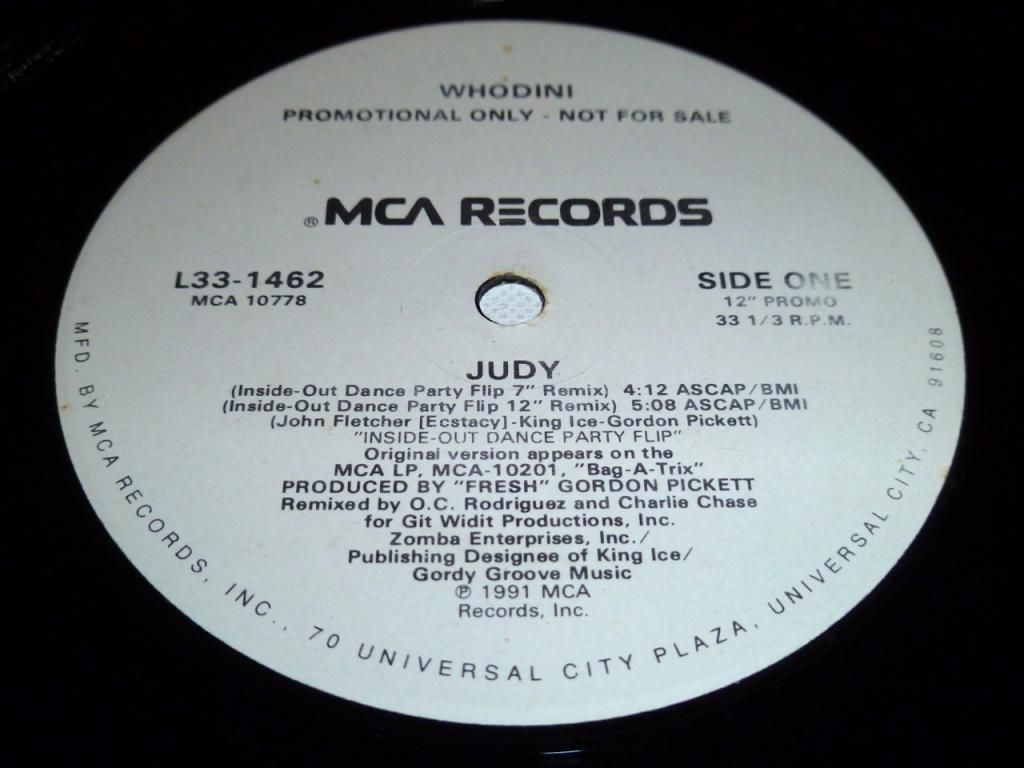 WHODINI
PROMOTIONAL ONLY - NOT FOR SALE
® MCA RECORDS
L33-1462
MCA 10778
SIDE ONE
12" PROMO
33 1/3 R.P.M.
JUDY
(Inside-Out Dance Party Flip 7" Remix) 4:12 ASCAP/BMI
(Inside-Out Dance Party Flip 12" Remix) 5:08 ASCAP/BMI
(John Fletcher [Ecstacy]-King Ice-Gordon Pickett)
"INSIDE-OUT DANCE PARTY FLIP"
Original version appears on the
MCA LP, MCA-10201, "Bag-A-Trix"
PRODUCED BY "FRESH" GORDON PICKETT
Remixed by O.C. Rodriguez and Charlie Chase
for Git Widit Productions, Inc.
Zomba Enterprises, Inc./
Publishing Designee of King Ice/
Gordy Groove Music
℗ 1991 MCA
Records, Inc.
MFD. BY MCA RECORDS, INC., 70 UNIVERSAL CITY PLAZA, UNIVERSAL CITY, CA 91608